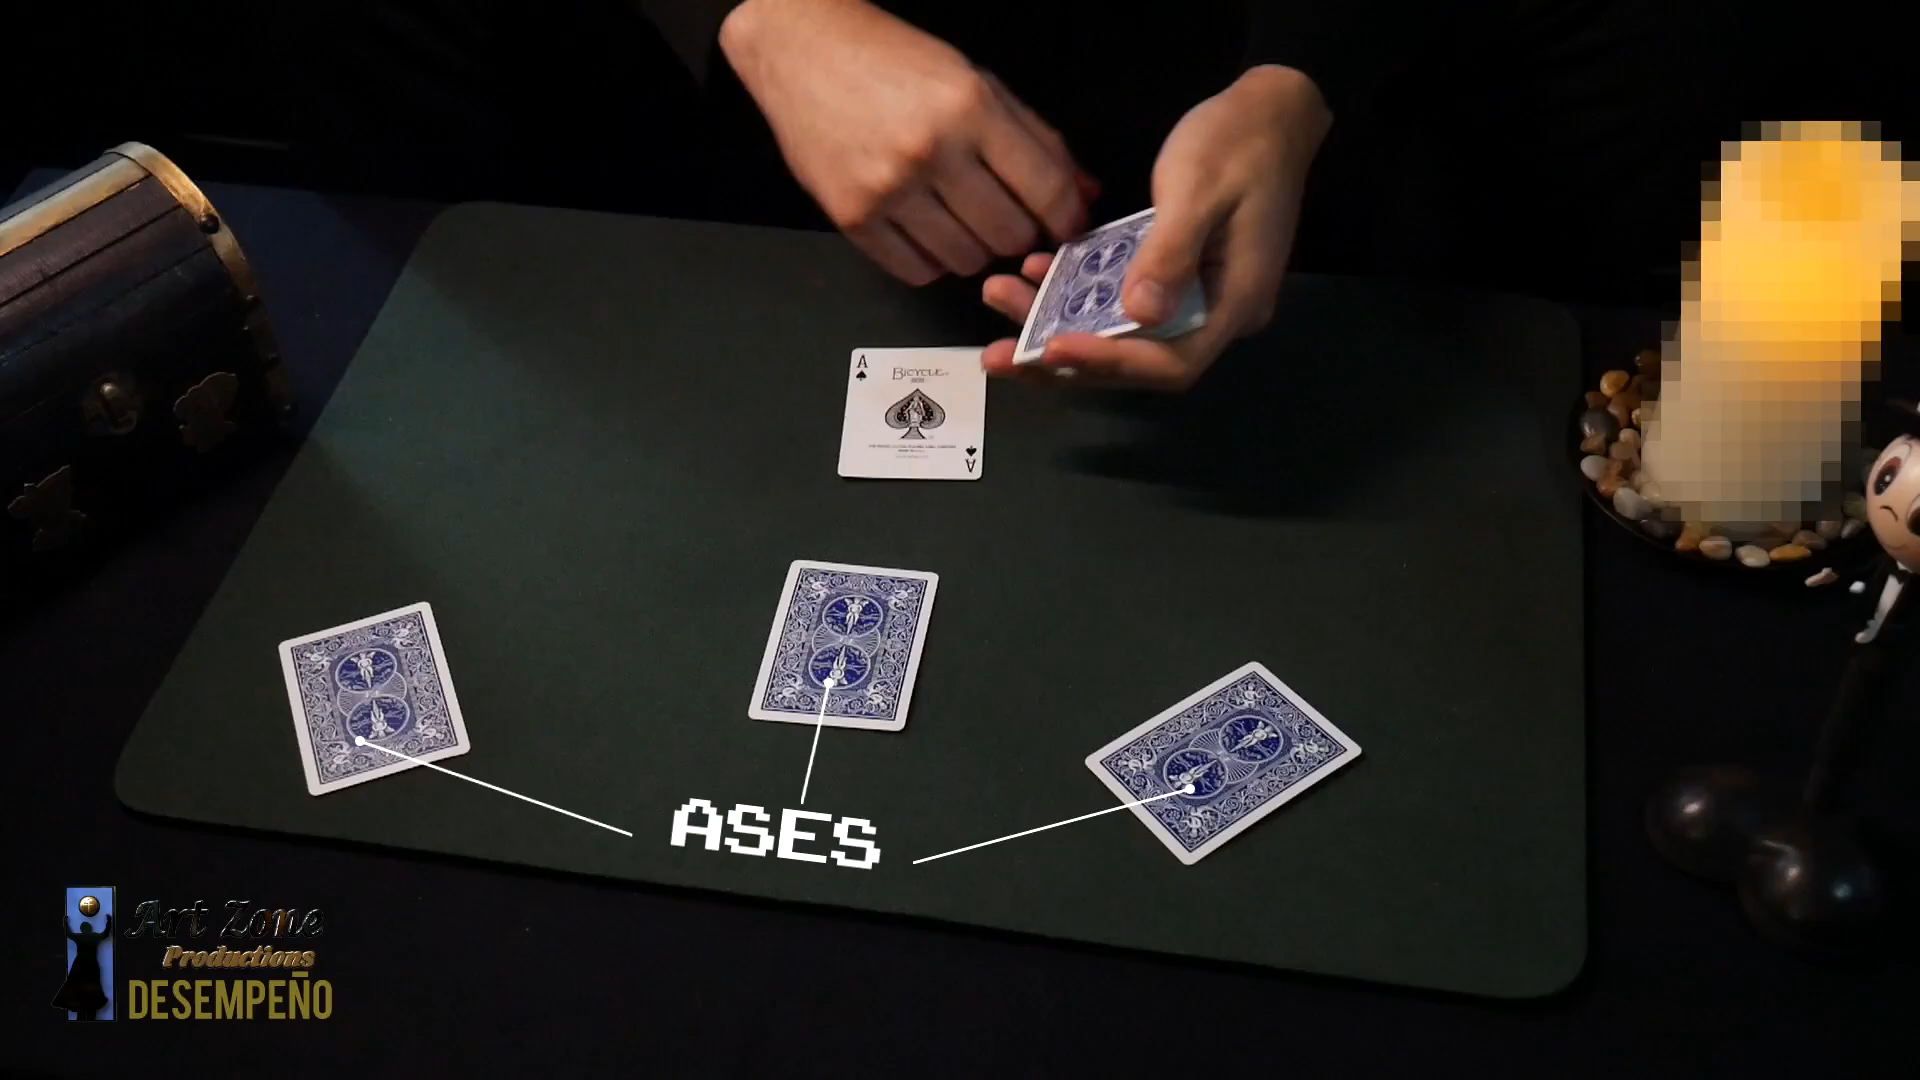 A
BICYCLE
A
ASES
Art Zone
Productions
DESEMPEÑO